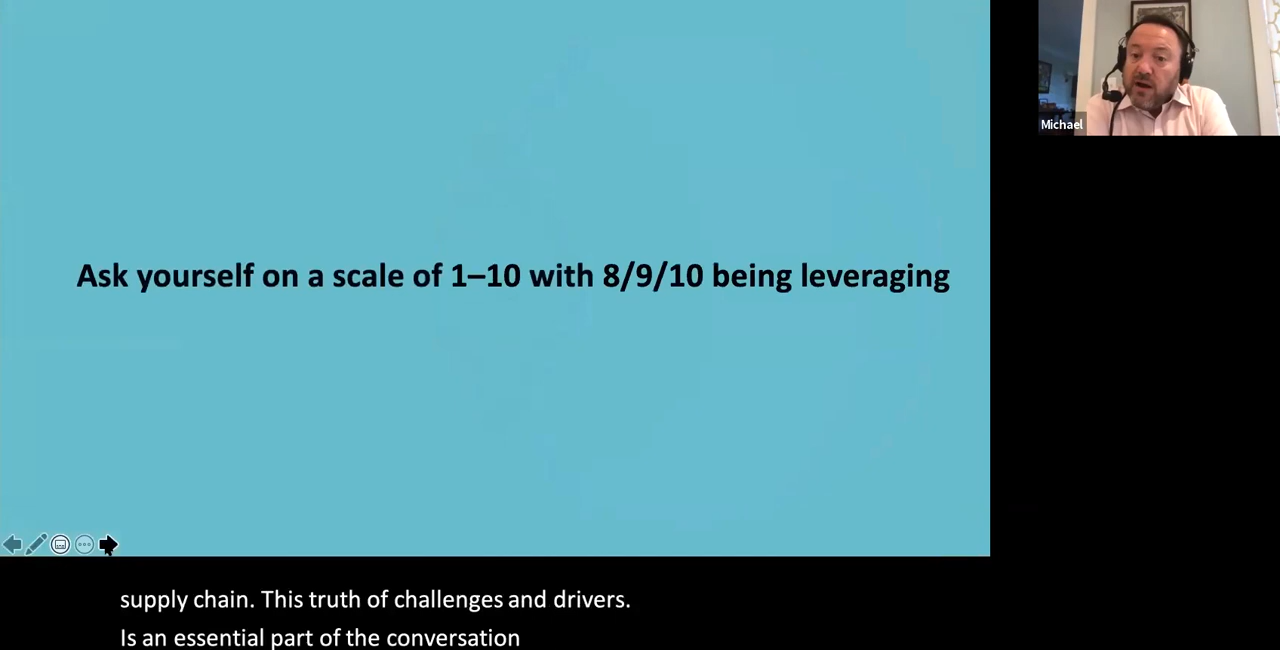 Michael
Ask yourself on a scale of 1–10 with 8/9/10 being leveraging
supply chain. This truth of challenges and drivers.
Is an essential part of the conversation